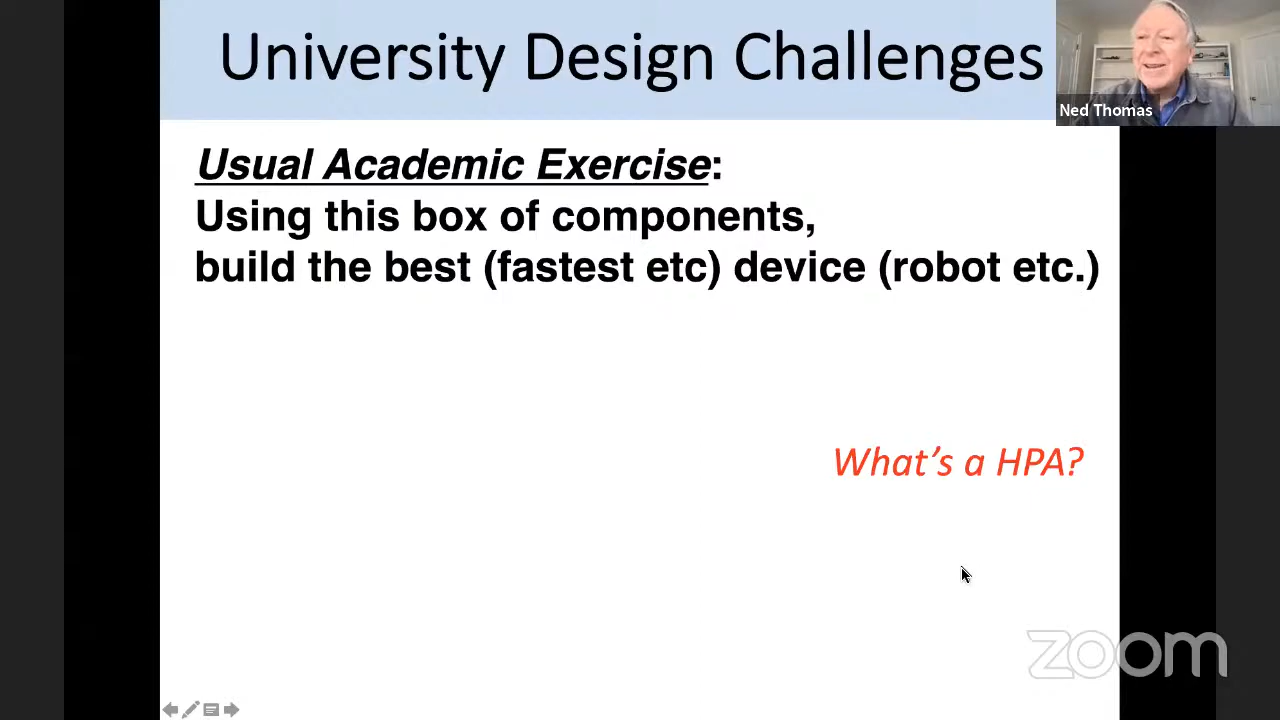 University Design Challenges
Ned Thomas
Usual Academic Exercise:
Using this box of components,
build the best (fastest etc) device (robot etc.)
What's a HPA?
zoom